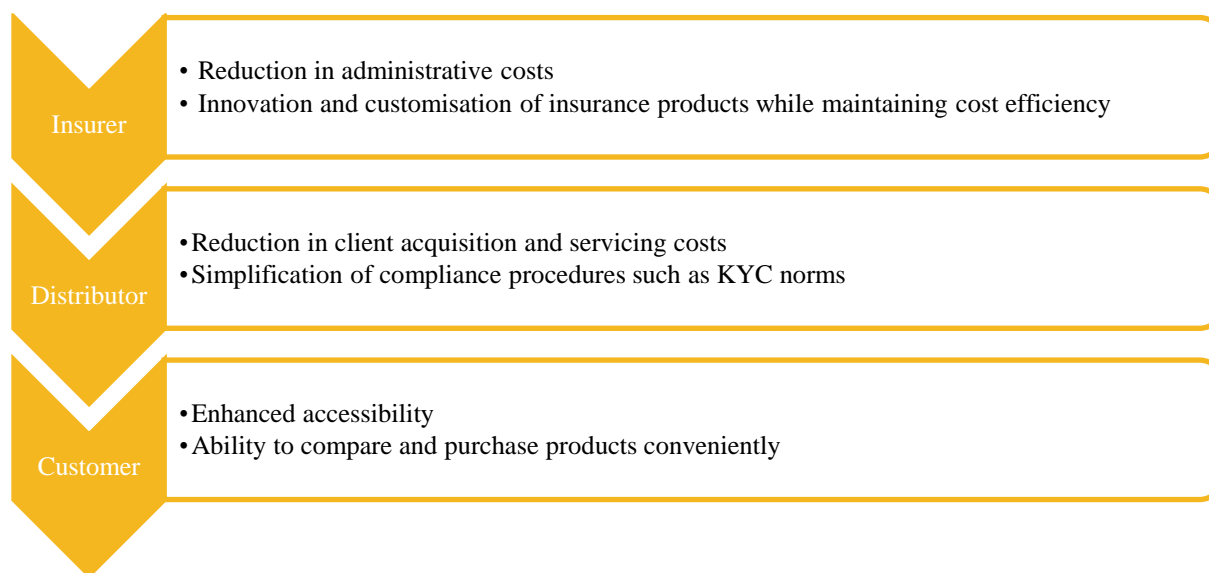 Insurer
• Reduction in administrative costs
• Innovation and customisation of insurance products while maintaining cost efficiency
Distributor
•Reduction in client acquisition and servicing costs
•Simplification of compliance procedures such as KYC norms
Customer
•Enhanced accessibility
•Ability to compare and purchase products conveniently